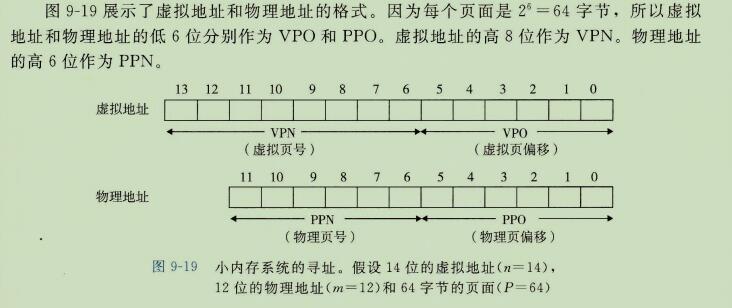 图 9-19 展示了虚拟地址和物理地址的格式。因为每个页面是 2⁶=64 字节，所以虚拟
地址和物理地址的低 6 位分别作为 VPO 和 PPO。虚拟地址的高 8 位作为 VPN。物理地址
的高 6 位作为 PPN。
13 12 11 10 9 8 7 6 5 4 3 2 1 0
虚拟地址
VPN VPO
（虚拟页号） （虚拟页偏移）
11 10 9 8 7 6 5 4 3 2 1 0
物理地址
PPN PPO
（物理页号） （物理页偏移）
图 9-19 小内存系统的寻址。假设 14 位的虚拟地址(n=14)，
12 位的物理地址(m=12)和 64 字节的页面(P=64)